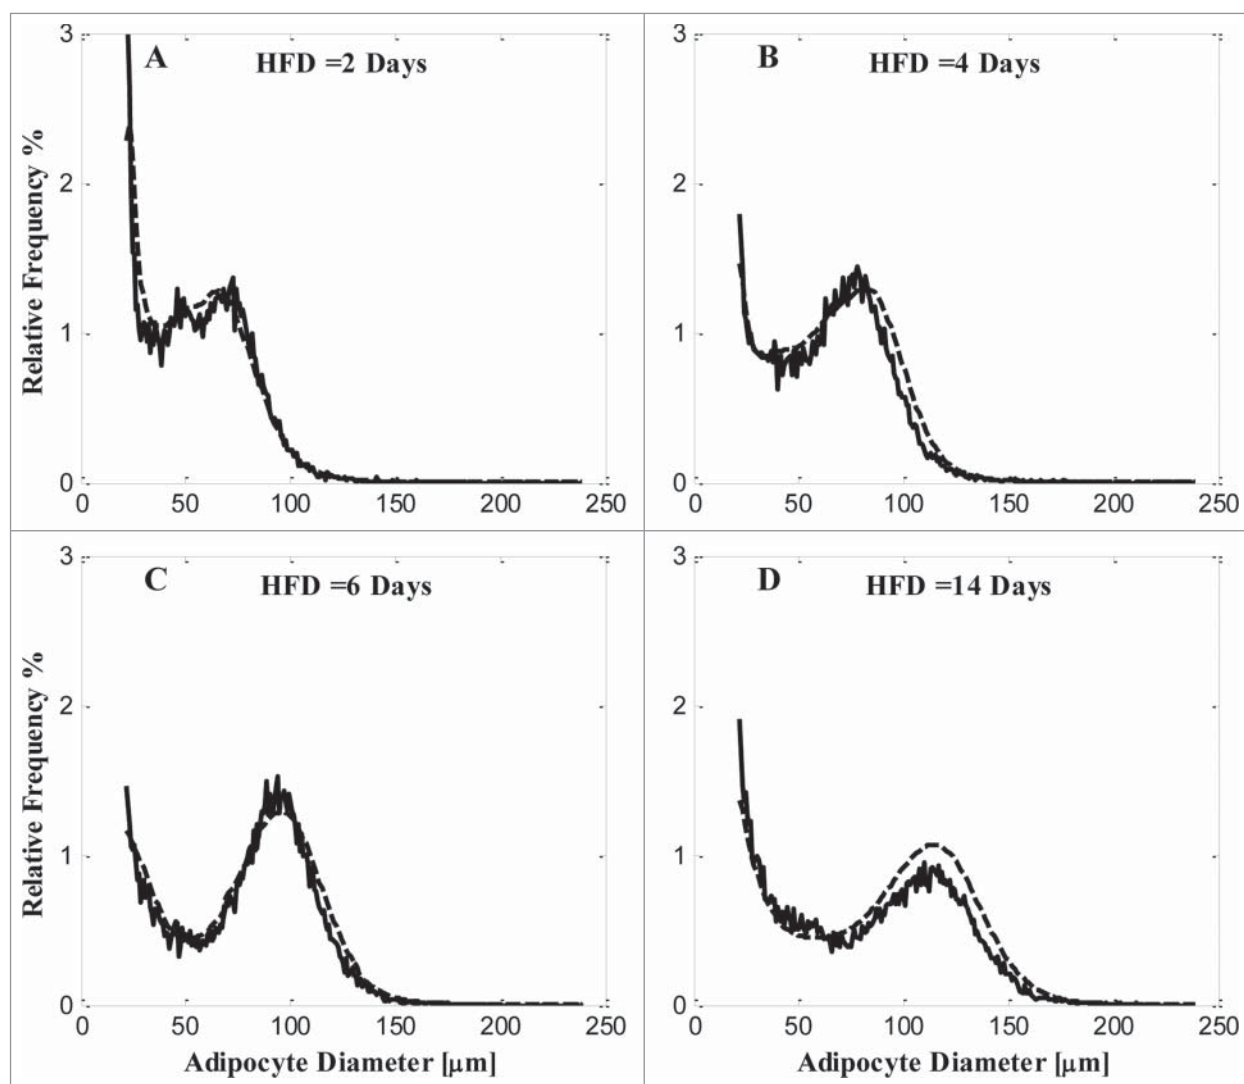 A
HFD =2 Days
Relative Frequency %
3
2
1
0
0 50 100 150 200 250
B
HFD =4 Days
3
2
1
0
0 50 100 150 200 250
C
HFD =6 Days
Relative Frequency %
3
2
1
0
0 50 100 150 200 250
Adipocyte Diameter [μm]
D
HFD =14 Days
3
2
1
0
0 50 100 150 200 250
Adipocyte Diameter [μm]